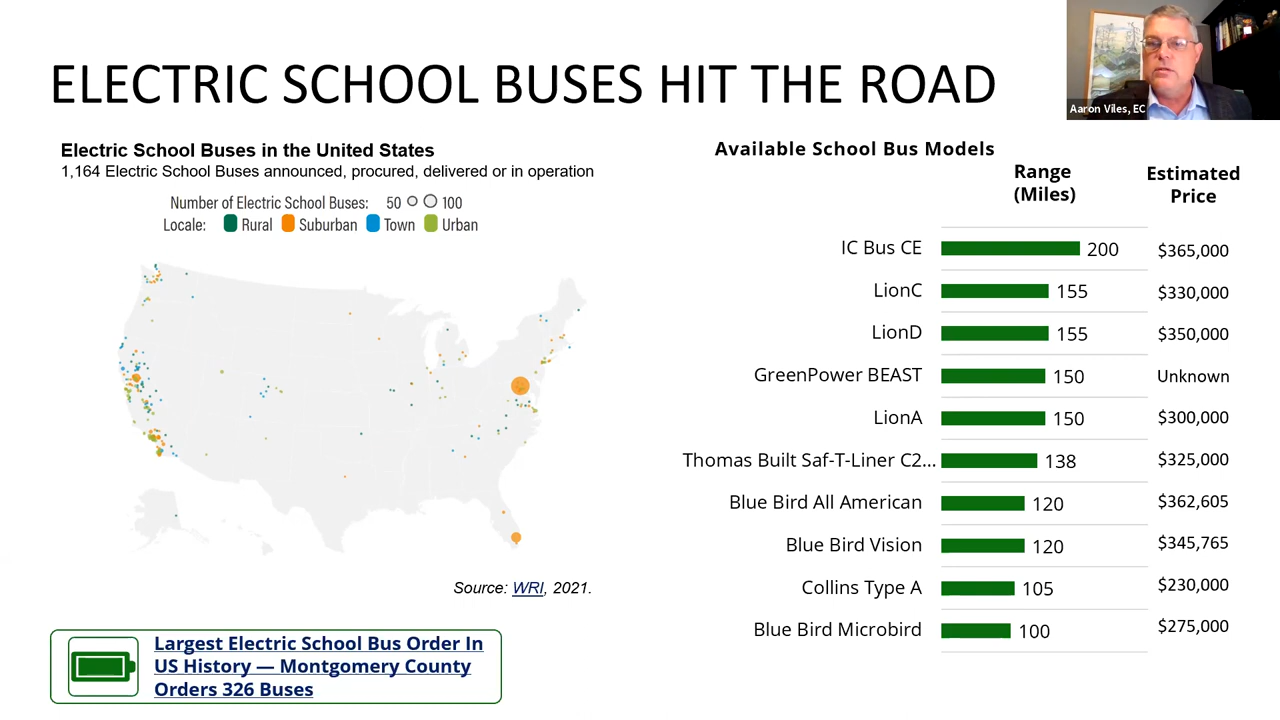 ELECTRIC SCHOOL BUSES HIT THE ROAD
Aaron Viles, EC
Electric School Buses in the United States
1,164 Electric School Buses announced, procured, delivered or in operation
Number of Electric School Buses: 50 100
Locale: Rural Suburban Town Urban
Source: WRI, 2021.
Largest Electric School Bus Order In
US History — Montgomery County
Orders 326 Buses
Available School Bus Models
Range
(Miles)
Estimated
Price
IC Bus CE 200 $365,000
LionC 155 $330,000
LionD 155 $350,000
GreenPower BEAST 150 Unknown
LionA 150 $300,000
Thomas Built Saf-T-Liner C2... 138 $325,000
Blue Bird All American 120 $362,605
Blue Bird Vision 120 $345,765
Collins Type A 105 $230,000
Blue Bird Microbird 100 $275,000